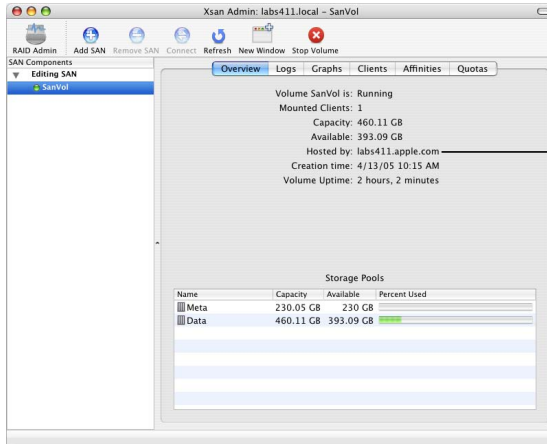 Xsan Admin: labs411.local – SanVol
RAID Admin Add SAN Remove SAN Connect Refresh New Window Stop Volume
SAN Components
Editing SAN
SanVol
Overview Logs Graphs Clients Affinities Quotas
Volume SanVol is: Running
Mounted Clients: 1
Capacity: 460.11 GB
Available: 393.09 GB
Hosted by: labs411.apple.com
Creation time: 4/13/05 10:15 AM
Volume Uptime: 2 hours, 2 minutes
Storage Pools
Name Capacity Available Percent Used
Meta 230.05 GB 230 GB
Data 460.11 GB 393.09 GB